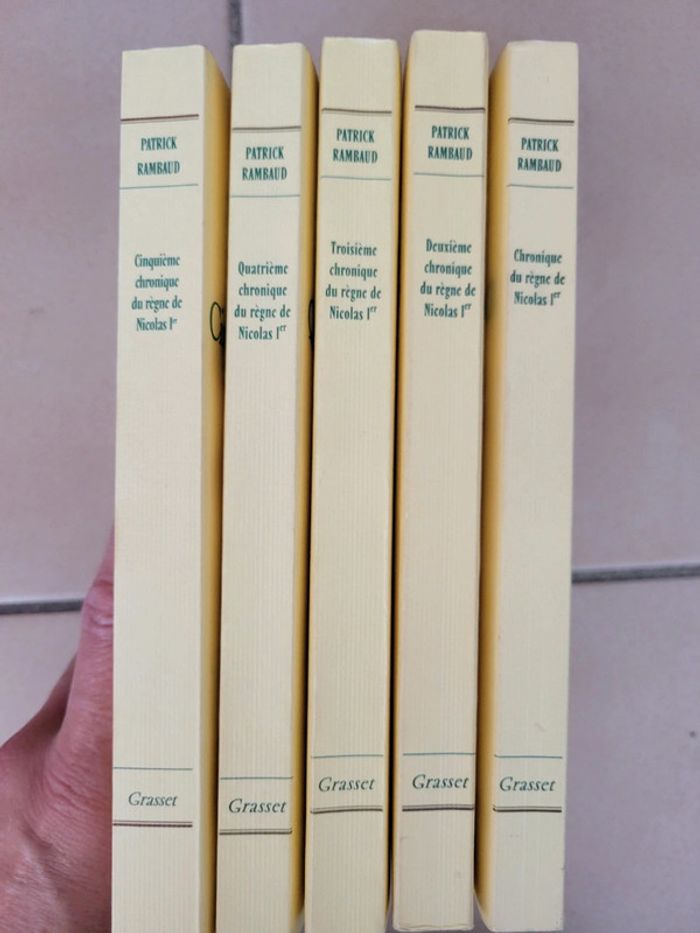 PATRICK
RAMBAUD
Cinquième
chronique
du règne de
Nicolas Ier
Grasset
PATRICK
RAMBAUD
Quatrième
chronique
du règne de
Nicolas Ier
Grasset
PATRICK
RAMBAUD
Troisième
chronique
du règne de
Nicolas Ier
Grasset
PATRICK
RAMBAUD
Deuxième
chronique
du règne de
Nicolas Ier
Grasset
PATRICK
RAMBAUD
Chronique
du règne de
Nicolas Ier
Grasset